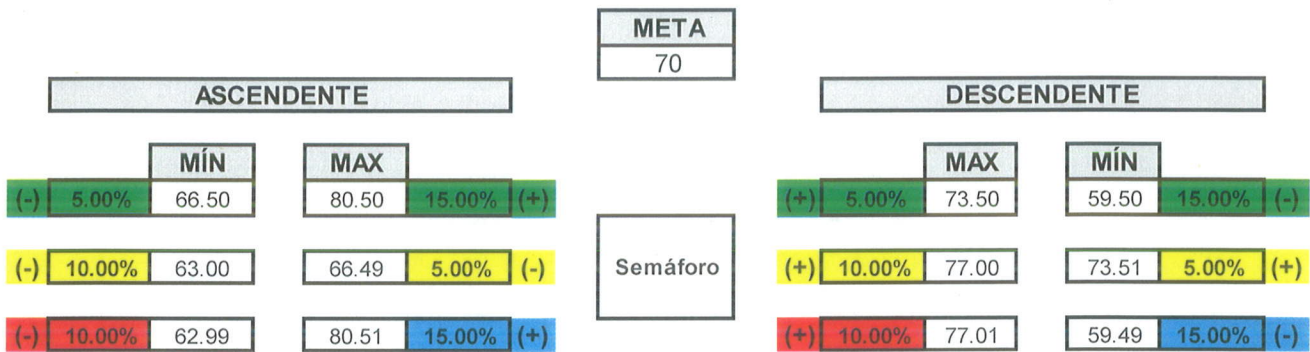 META
70
ASCENDENTE DESCENDENTE
MÍN MAX MAX MÍN
(-) 5.00% 66.50 80.50 15.00% (+) (+) 5.00% 73.50 59.50 15.00% (-)
(-) 10.00% 63.00 66.49 5.00% (-) Semáforo (+) 10.00% 77.00 73.51 5.00% (+)
(-) 10.00% 62.99 80.51 15.00% (+) (+) 10.00% 77.01 59.49 15.00% (-)